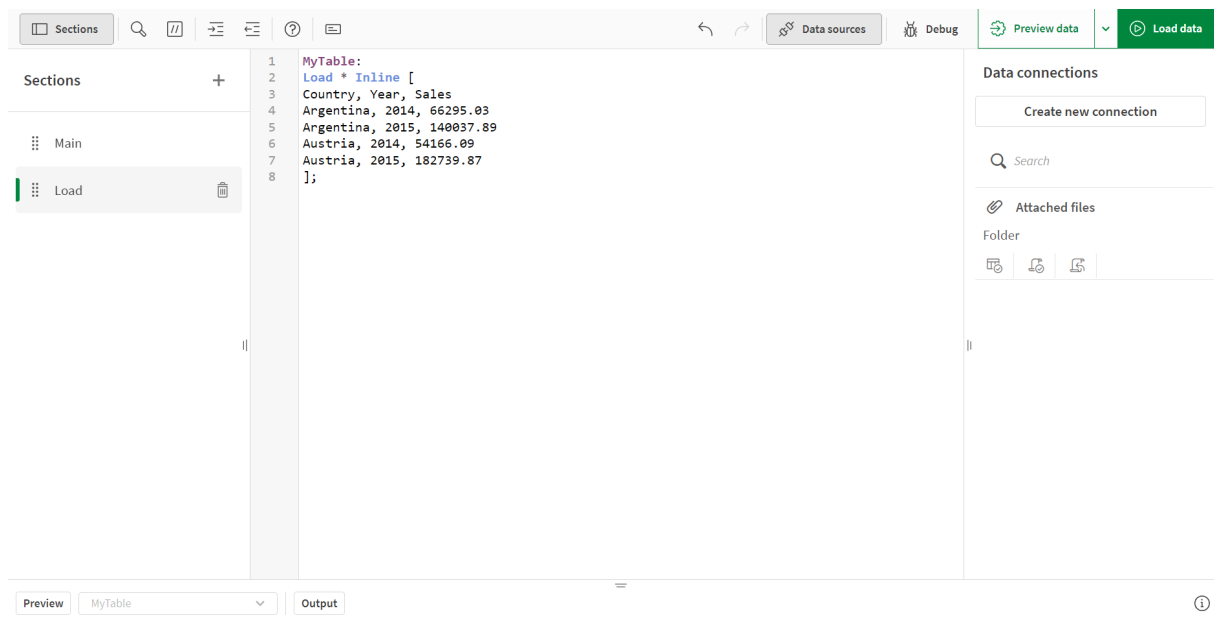 Sections
Data sources
Debug
Preview data
Load data
Sections
Main
Load
1 MyTable:
2 Load * Inline [
3 Country, Year, Sales
4 Argentina, 2014, 66295.03
5 Argentina, 2015, 140037.89
6 Austria, 2014, 54166.09
7 Austria, 2015, 182739.87
8 ];
Data connections
Create new connection
Search
Attached files
Folder
Preview
MyTable
Output